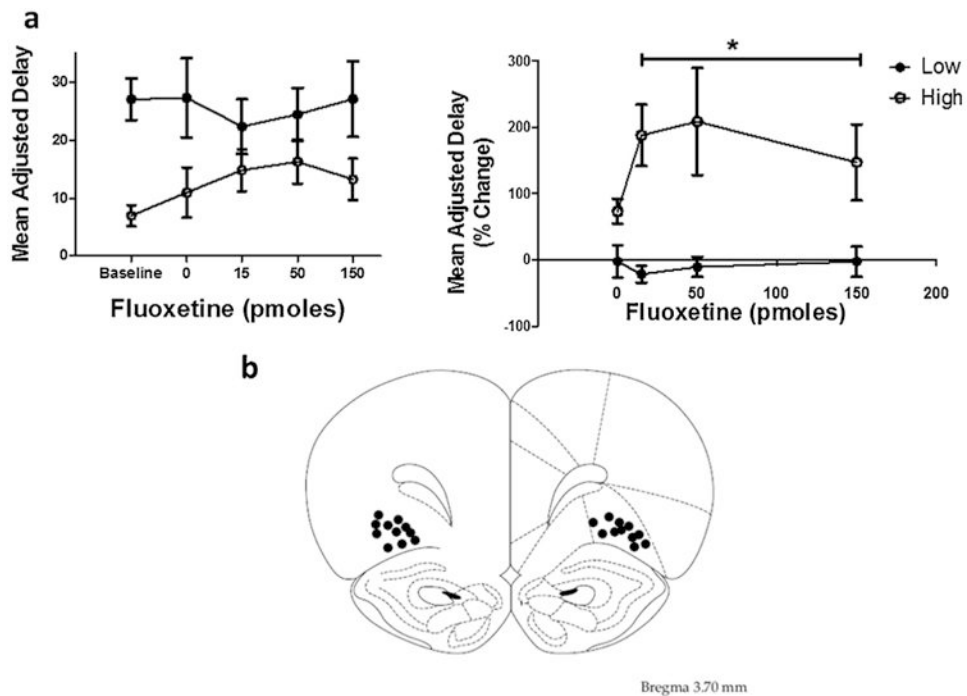 a
Mean Adjusted Delay
30
20
10
0
Baseline 0 15 50 150
Fluoxetine (pmoles)
Mean Adjusted Delay
(% Change)
300
200
100
0
-100
*
0 50 100 150 200
Fluoxetine (pmoles)
Low
High
b
Bregma 3.70 mm